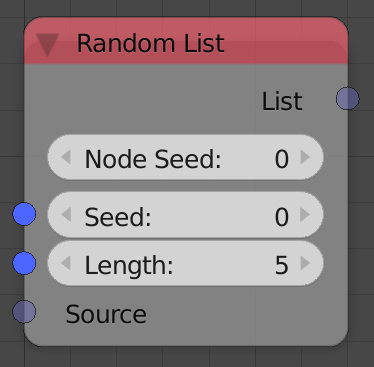 Random List
List
Node Seed: 0
Seed: 0
Length: 5
Source